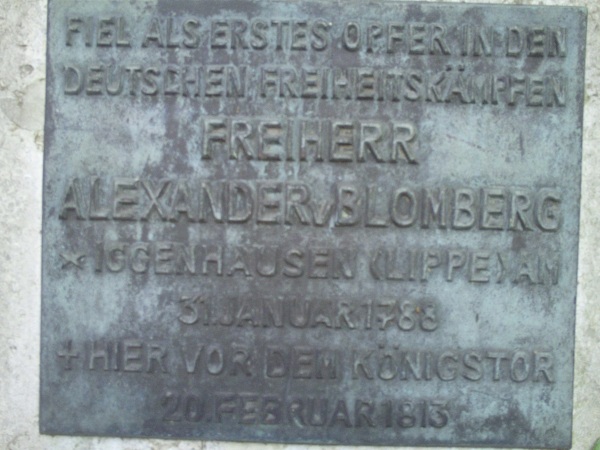 FIEL ALS ERSTES OPFER IN DEN
DEUTSCHEN FREIHEITSKÄMPFEN
FREIHERR
ALEXANDER V BLOMBERG
* IGGENHAUSEN (LIPPE) AM
31. JANUAR 1788
+ HIER VOR DEM KÖNIGSTOR
20. FEBRUAR 1813